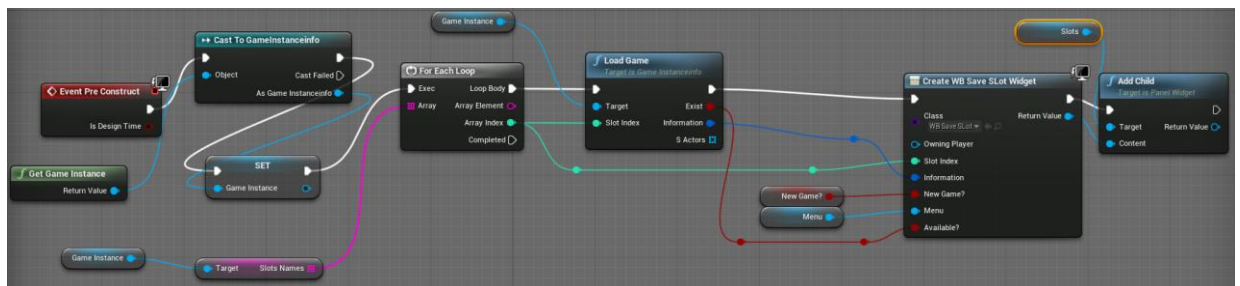 Game Instance
Slots
Cast To GameInstanceinfo
Object
Cast Failed
As Game Instanceinfo
Event Pre Construct
Is Design Time
Get Game Instance
Return Value
SET
Game Instance
Game Instance
Target
Slots Names
For Each Loop
Exec
Loop Body
Array
Array Element
Array Index
Completed
Load Game
Target is Game Instanceinfo
Target
Exist
Slot Index
Information
S Actors
New Game?
Menu
Create WB Save SLot Widget
Class
Return Value
WB Save SLot
Owning Player
Slot Index
Information
New Game?
Menu
Available?
Add Child
Target is Panel Widget
Target
Return Value
Content